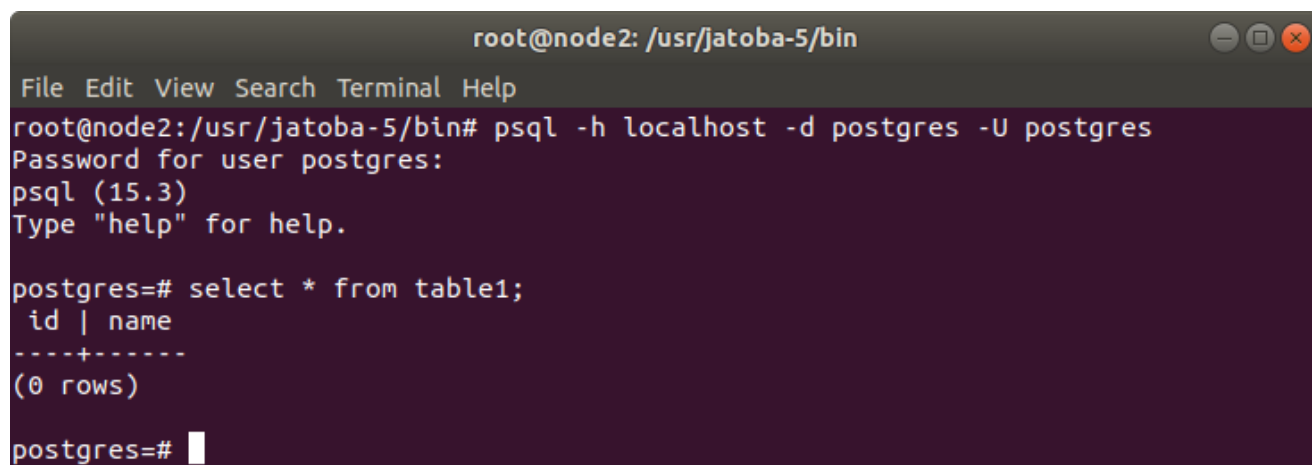 root@node2: /usr/jatoba-5/bin
File Edit View Search Terminal Help
root@node2:/usr/jatoba-5/bin# psql -h localhost -d postgres -U postgres
Password for user postgres:
psql (15.3)
Type "help" for help.
postgres=# select * from table1;
 id | name
----+------
(0 rows)
postgres=#